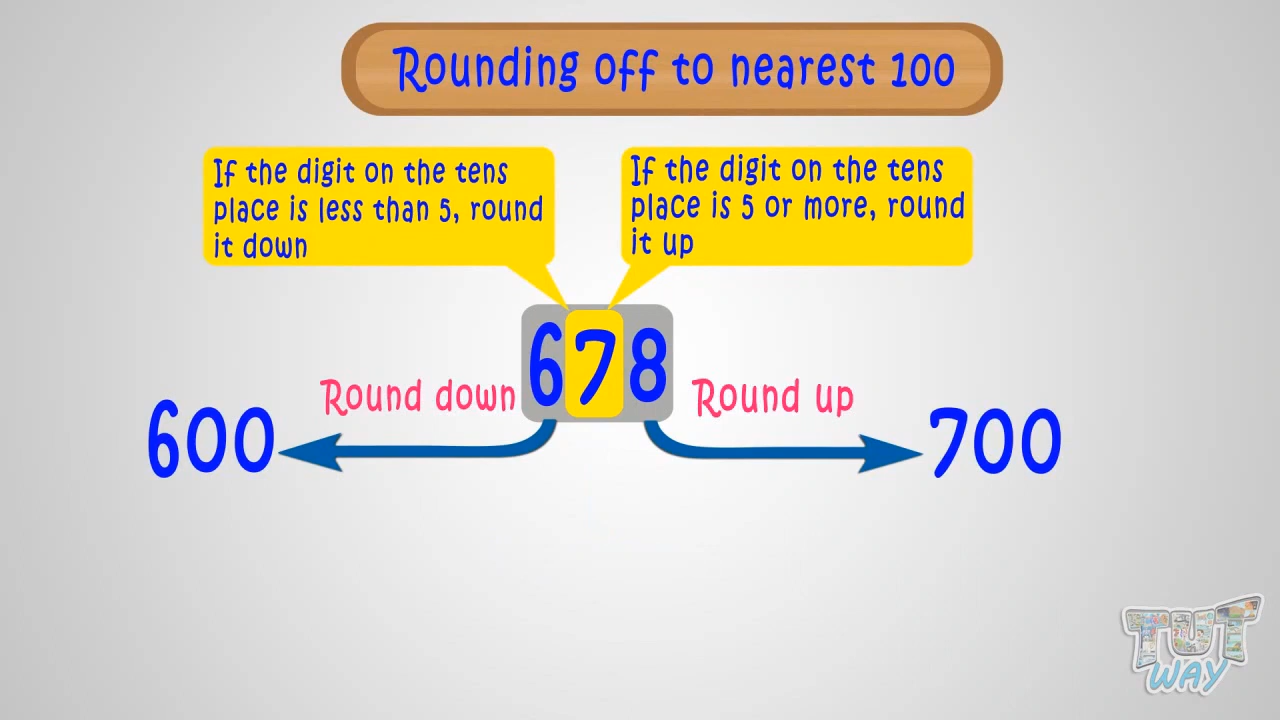 Rounding off to nearest 100
If the digit on the tens
place is less than 5, round
it down
If the digit on the tens
place is 5 or more, round
it up
678
Round down
Round up
600
700
TUT
WAY